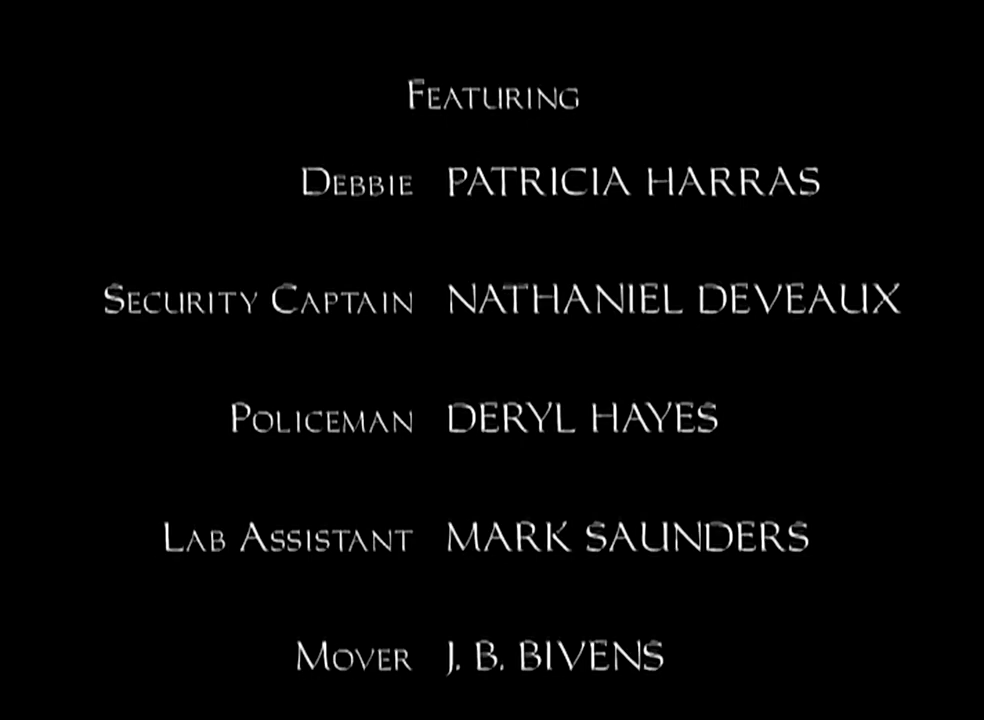 Featuring
Debbie PATRICIA HARRAS
Security Captain NATHANIEL DEVEAUX
Policeman DERYL HAYES
Lab Assistant MARK SAUNDERS
Mover J. B. BIVENS